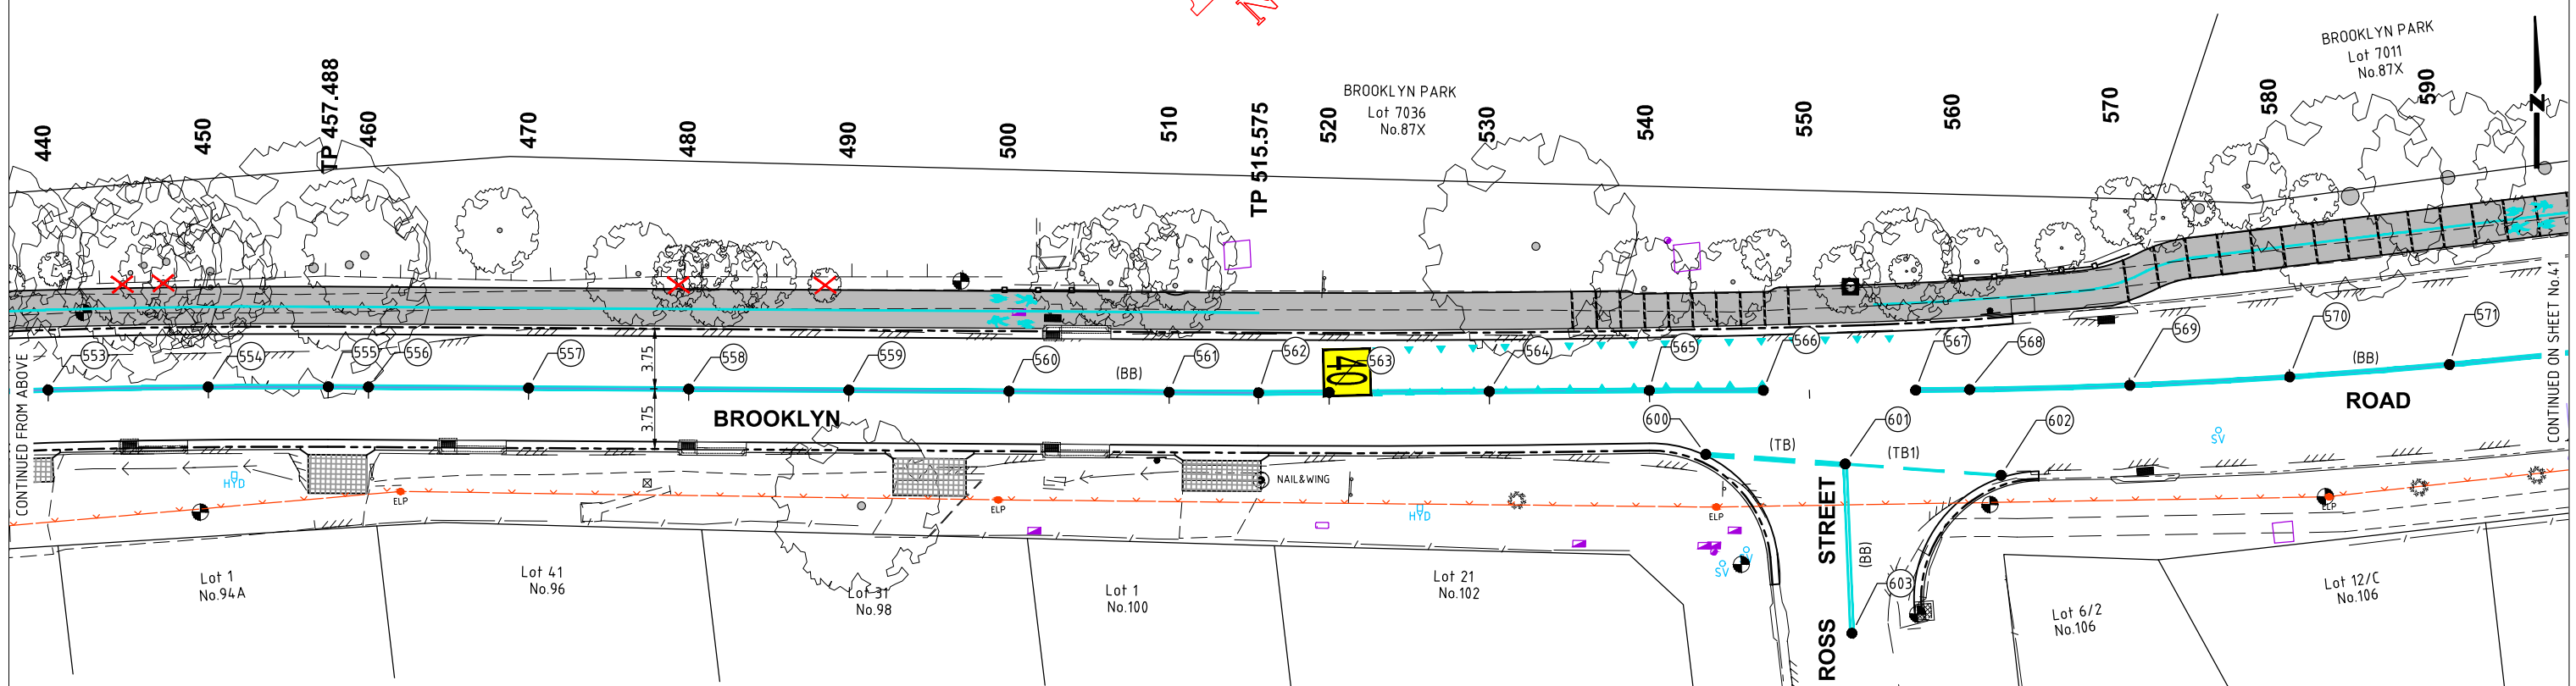 440
450
TP 457.488
460
470
480
490
500
510
TP 515.575
520
530
540
550
560
570
580
590
BROOKLYN PARK
Lot 7036
No.87X
BROOKLYN PARK
Lot 7011
No.87X
N
CONTINUED FROM ABOVE
CONTINUED ON SHEET No.41
553
554
555
556
557
558
559
560
561
562
563
564
565
566
567
568
569
570
571
3.75
3.75
(BB)
40
(BB)
BROOKLYN
ROAD
600
601
602
603
(TB)
(TB1)
(BB)
SV
HYD
ELP
ELP
NAIL&WING
HYD
ELP
ELP
SV
ROSS STREET
Lot 1
No.94A
Lot 41
No.96
Lot 31
No.98
Lot 1
No.100
Lot 21
No.102
Lot 6/2
No.106
Lot 12/C
No.106